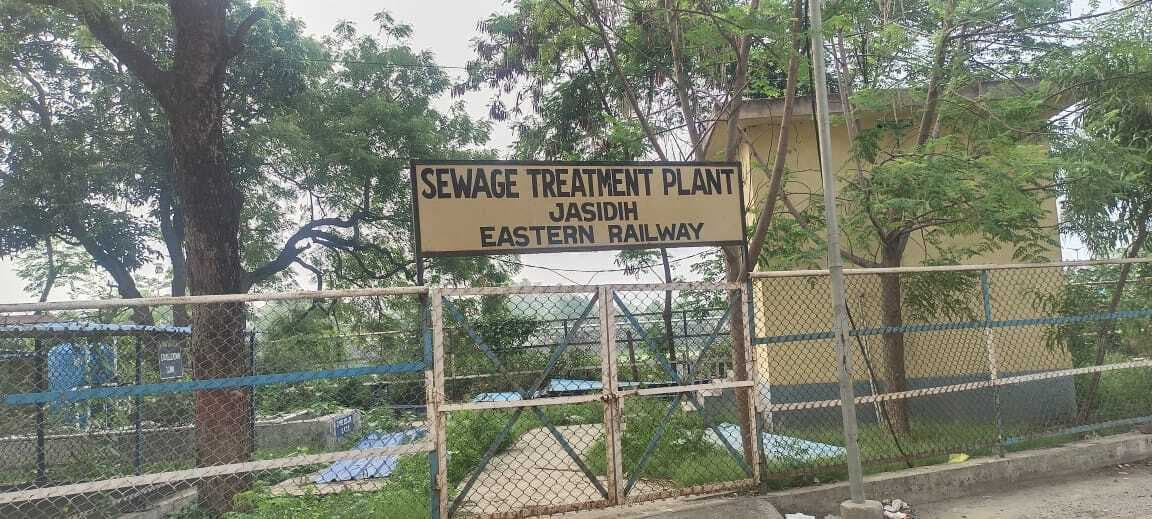 SEWAGE TREATMENT PLANT
JASIDIH
EASTERN RAILWAY